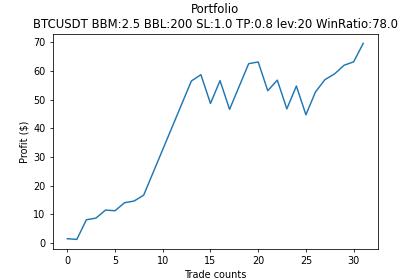 Portfolio
BTCUSDT BBM:2.5 BBL:200 SL:1.0 TP:0.8 lev:20 WinRatio:78.0
70
60
50
40
30
20
10
0
Profit ($)
0 5 10 15 20 25 30
Trade counts